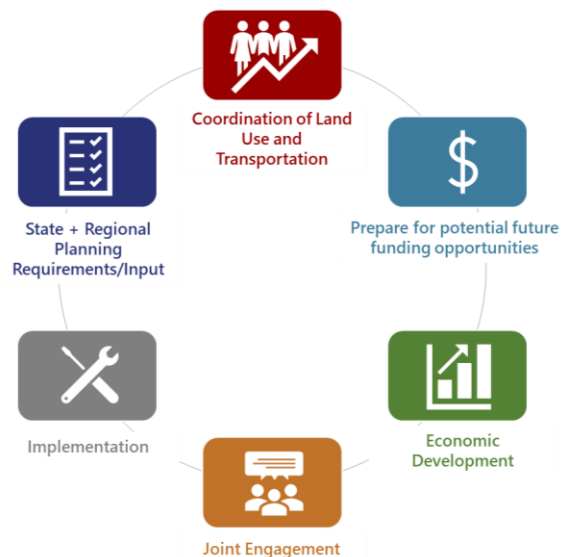 Coordination of Land
Use and
Transportation
$
Prepare for potential future
funding opportunities
Economic
Development
Joint Engagement
Implementation
State + Regional
Planning
Requirements/Input